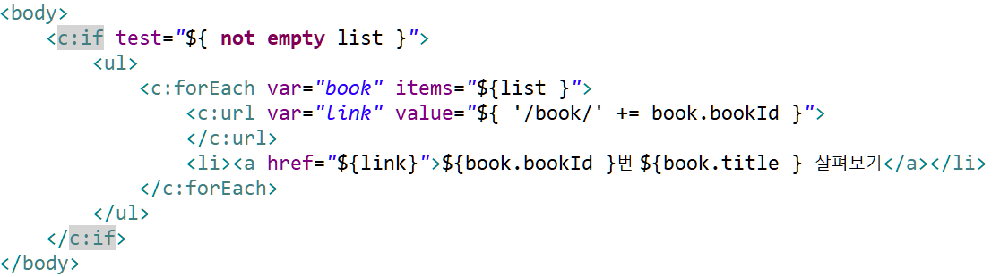 <body>
<c:if test="${ not empty list }">
<ul>
<c:forEach var="book" items="${list }">
<c:url var="link" value="${ '/book/' += book.bookId }">
</c:url>
<li><a href="${link}">${book.bookId }번 ${book.title } 살펴보기</a></li>
</c:forEach>
</ul>
</c:if>
</body>